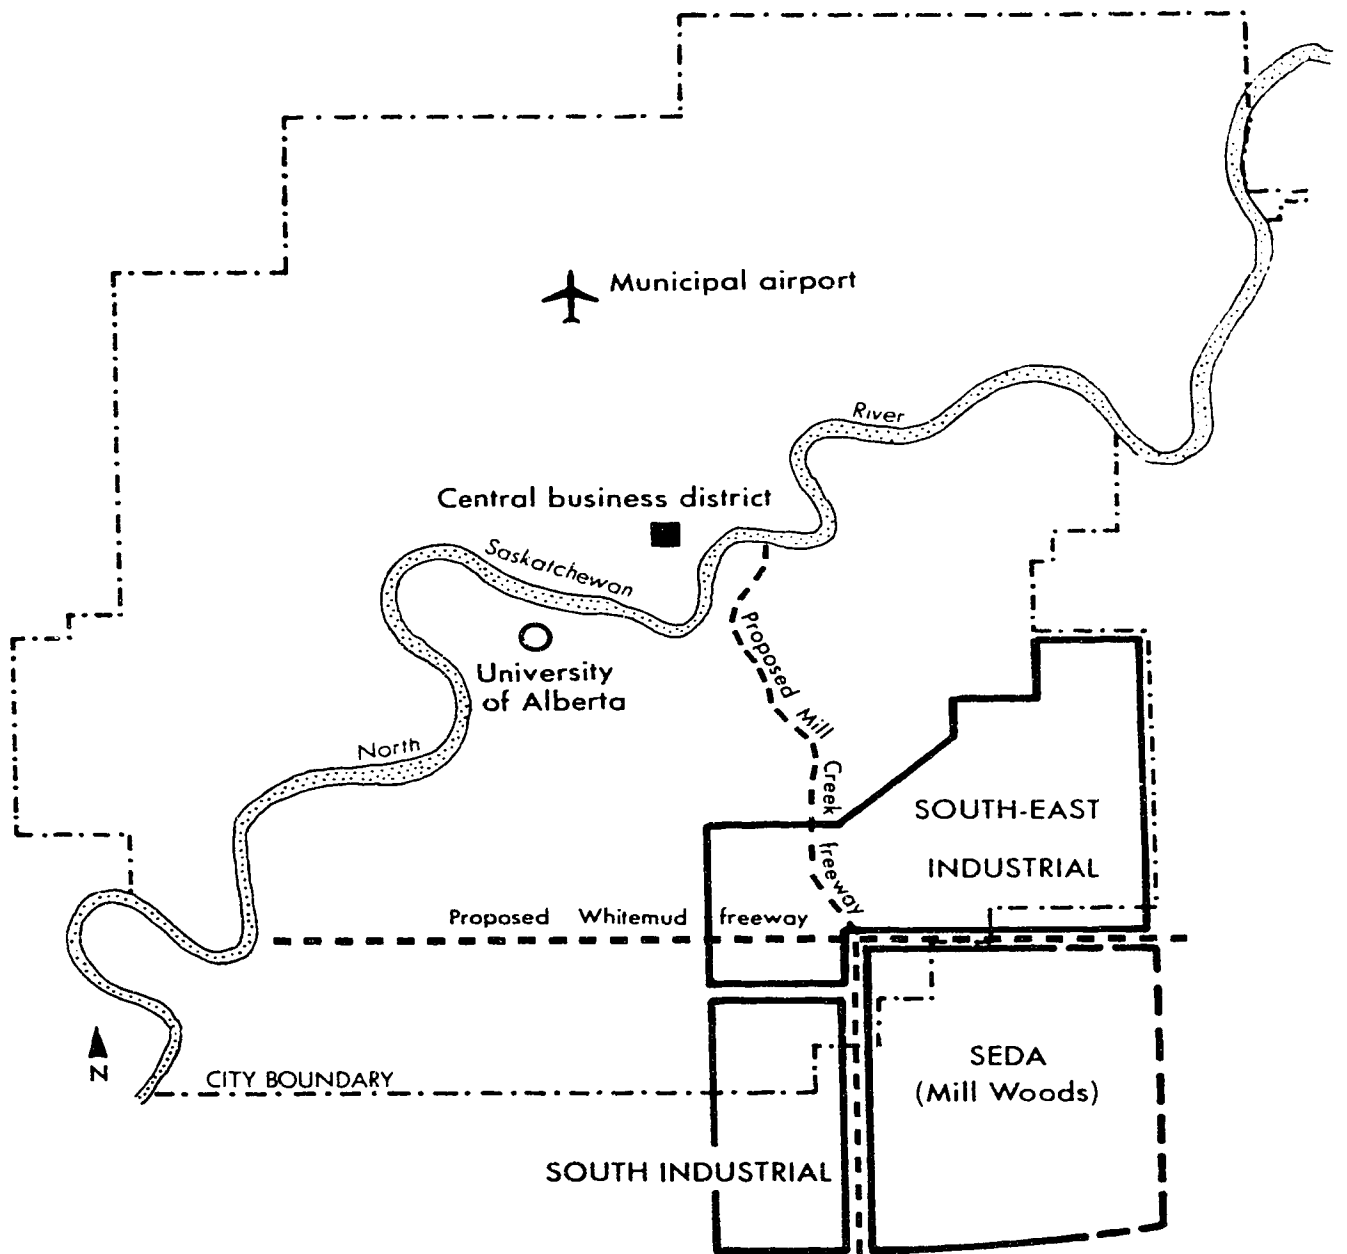 Municipal airport
River
Central business district
Saskatchewan
University
of Alberta
Proposed Mill Creek freeway
North
SOUTH-EAST
INDUSTRIAL
Proposed Whitemud freeway
N
CITY BOUNDARY
SEDA
(Mill Woods)
SOUTH INDUSTRIAL